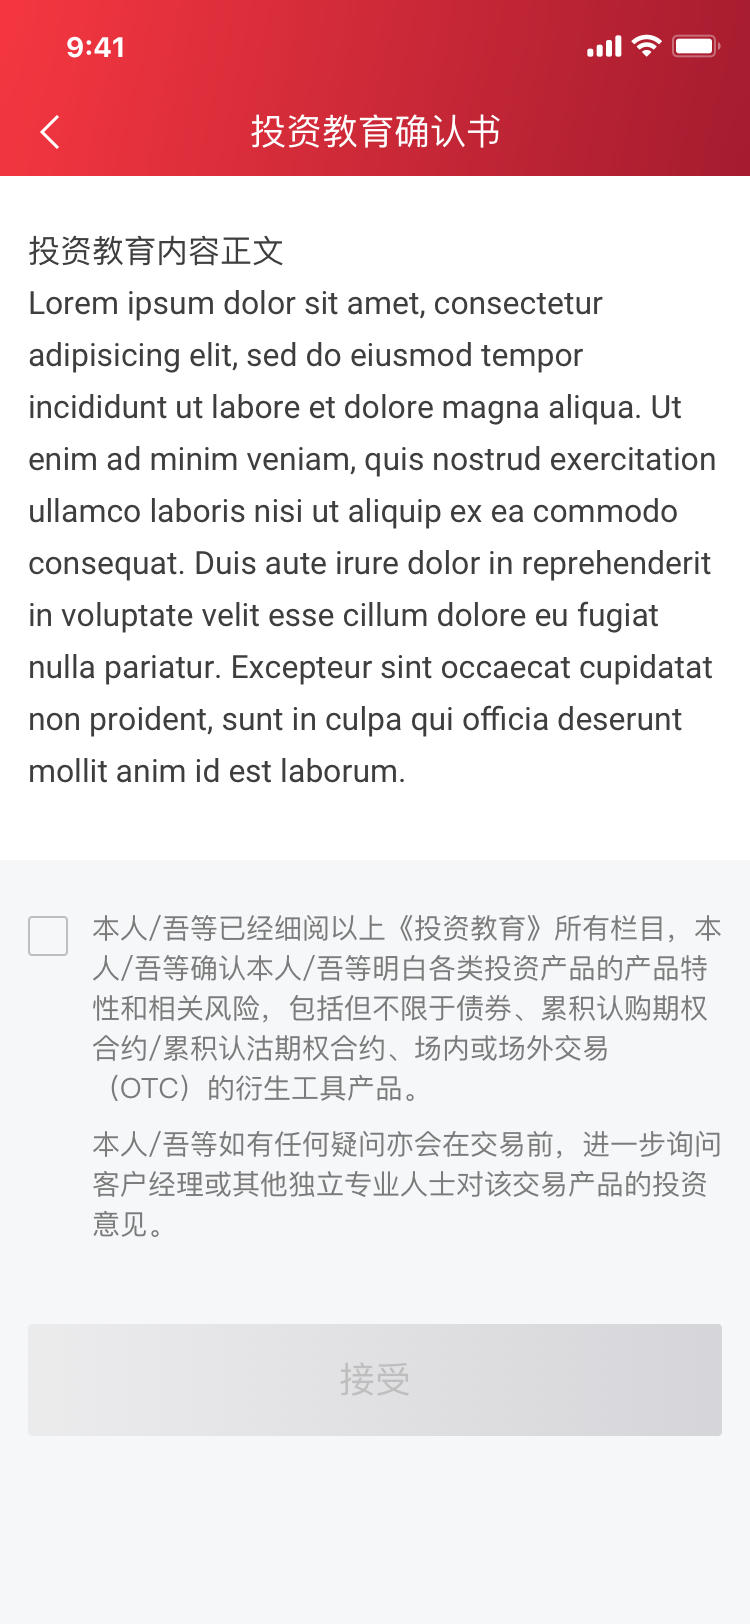 9:41
投资教育确认书
投资教育内容正文
Lorem ipsum dolor sit amet, consectetur
adipisicing elit, sed do eiusmod tempor
incididunt ut labore et dolore magna aliqua. Ut
enim ad minim veniam, quis nostrud exercitation
ullamco laboris nisi ut aliquip ex ea commodo
consequat. Duis aute irure dolor in reprehenderit
in voluptate velit esse cillum dolore eu fugiat
nulla pariatur. Excepteur sint occaecat cupidatat
non proident, sunt in culpa qui officia deserunt
mollit anim id est laborum.
本人/吾等已经细阅以上《投资教育》所有栏目，本
人/吾等确认本人/吾等明白各类投资产品的产品特
性和相关风险，包括但不限于债券、累积认购期权
合约/累积认沽期权合约、场内或场外交易
（OTC）的衍生工具产品。
本人/吾等如有任何疑问亦会在交易前，进一步询问
客户经理或其他独立专业人士对该交易产品的投资
意见。
接受